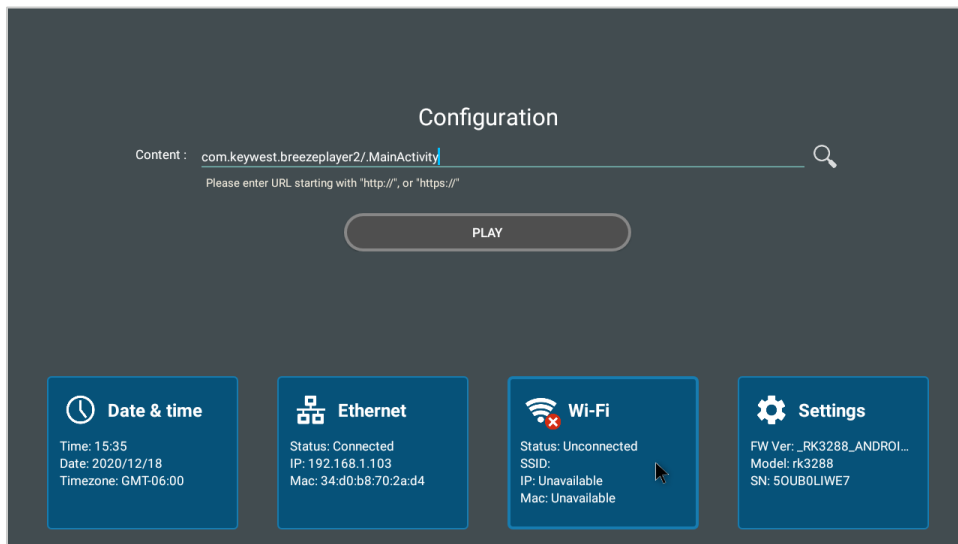 Configuration
Content : com.keywest.breezeplayer2/.MainActivity
Please enter URL starting with "http://", or "https://"
PLAY
Date & time
Time: 15:35
Date: 2020/12/18
Timezone: GMT-06:00
Ethernet
Status: Connected
IP: 192.168.1.103
Mac: 34:d0:b8:70:2a:d4
Wi-Fi
Status: Unconnected
SSID:
IP: Unavailable
Mac: Unavailable
Settings
FW Ver: _RK3288_ANDROI...
Model: rk3288
SN: 5OUB0LIWE7